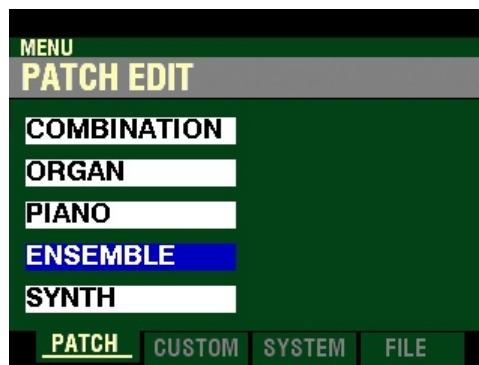 MENU
PATCH EDIT
COMBINATION
ORGAN
PIANO
ENSEMBLE
SYNTH
PATCH CUSTOM SYSTEM FILE